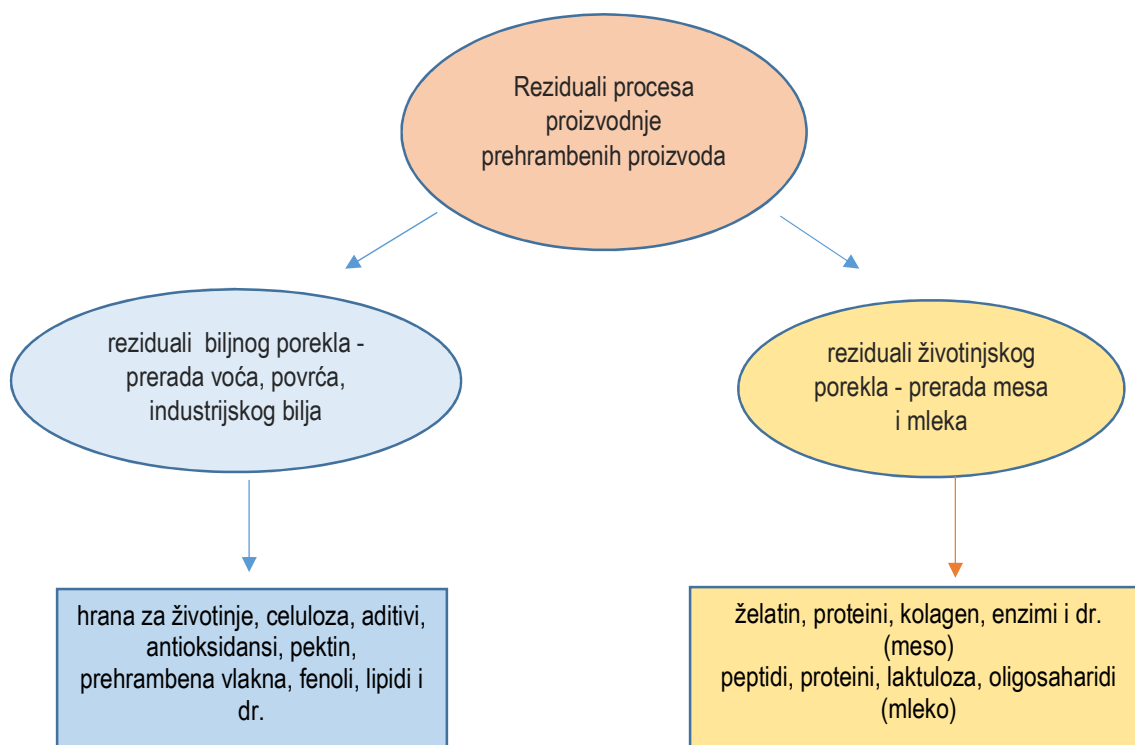 Reziduali procesa
proizvodnje
prehrambenih proizvoda
reziduali biljnog porekla -
prerada voća, povrća,
industrijskog bilja
reziduali životinjskog
porekla - prerada mesa
i mleka
hrana za životinje, celuloza, aditivi,
antioksidansi, pektin,
prehrambena vlakna, fenoli, lipidi i
dr.
želatin, proteini, kolagen, enzimi i dr.
(meso)
peptidi, proteini, laktuloza, oligosaharidi
(mleko)